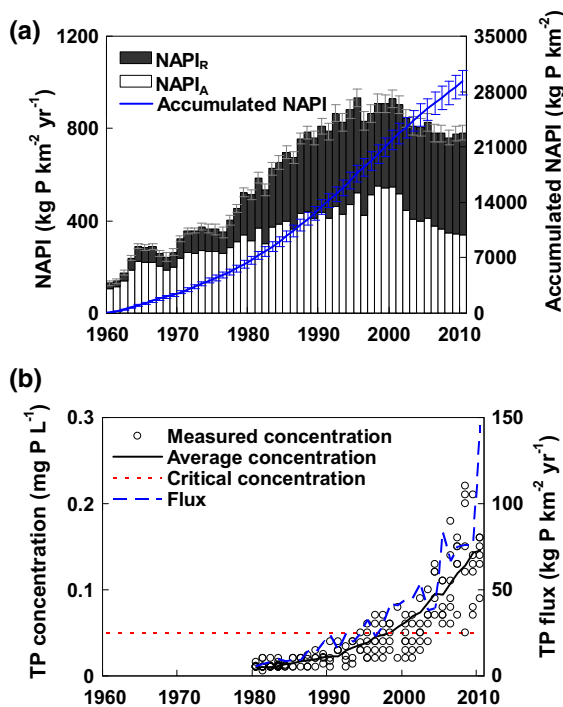 (a)
1200
800
400
0
NAPI (kg P km⁻² yr⁻¹)
35000
28000
21000
14000
7000
0
Accumulated NAPI (kg P km⁻²)
NAPI_R
NAPI_A
Accumulated NAPI
1960 1970 1980 1990 2000 2010
(b)
0.3
0.2
0.1
0
TP concentration (mg P L⁻¹)
150
100
50
0
TP flux (kg P km⁻² yr⁻¹)
Measured concentration
Average concentration
Critical concentration
Flux
1960 1970 1980 1990 2000 2010